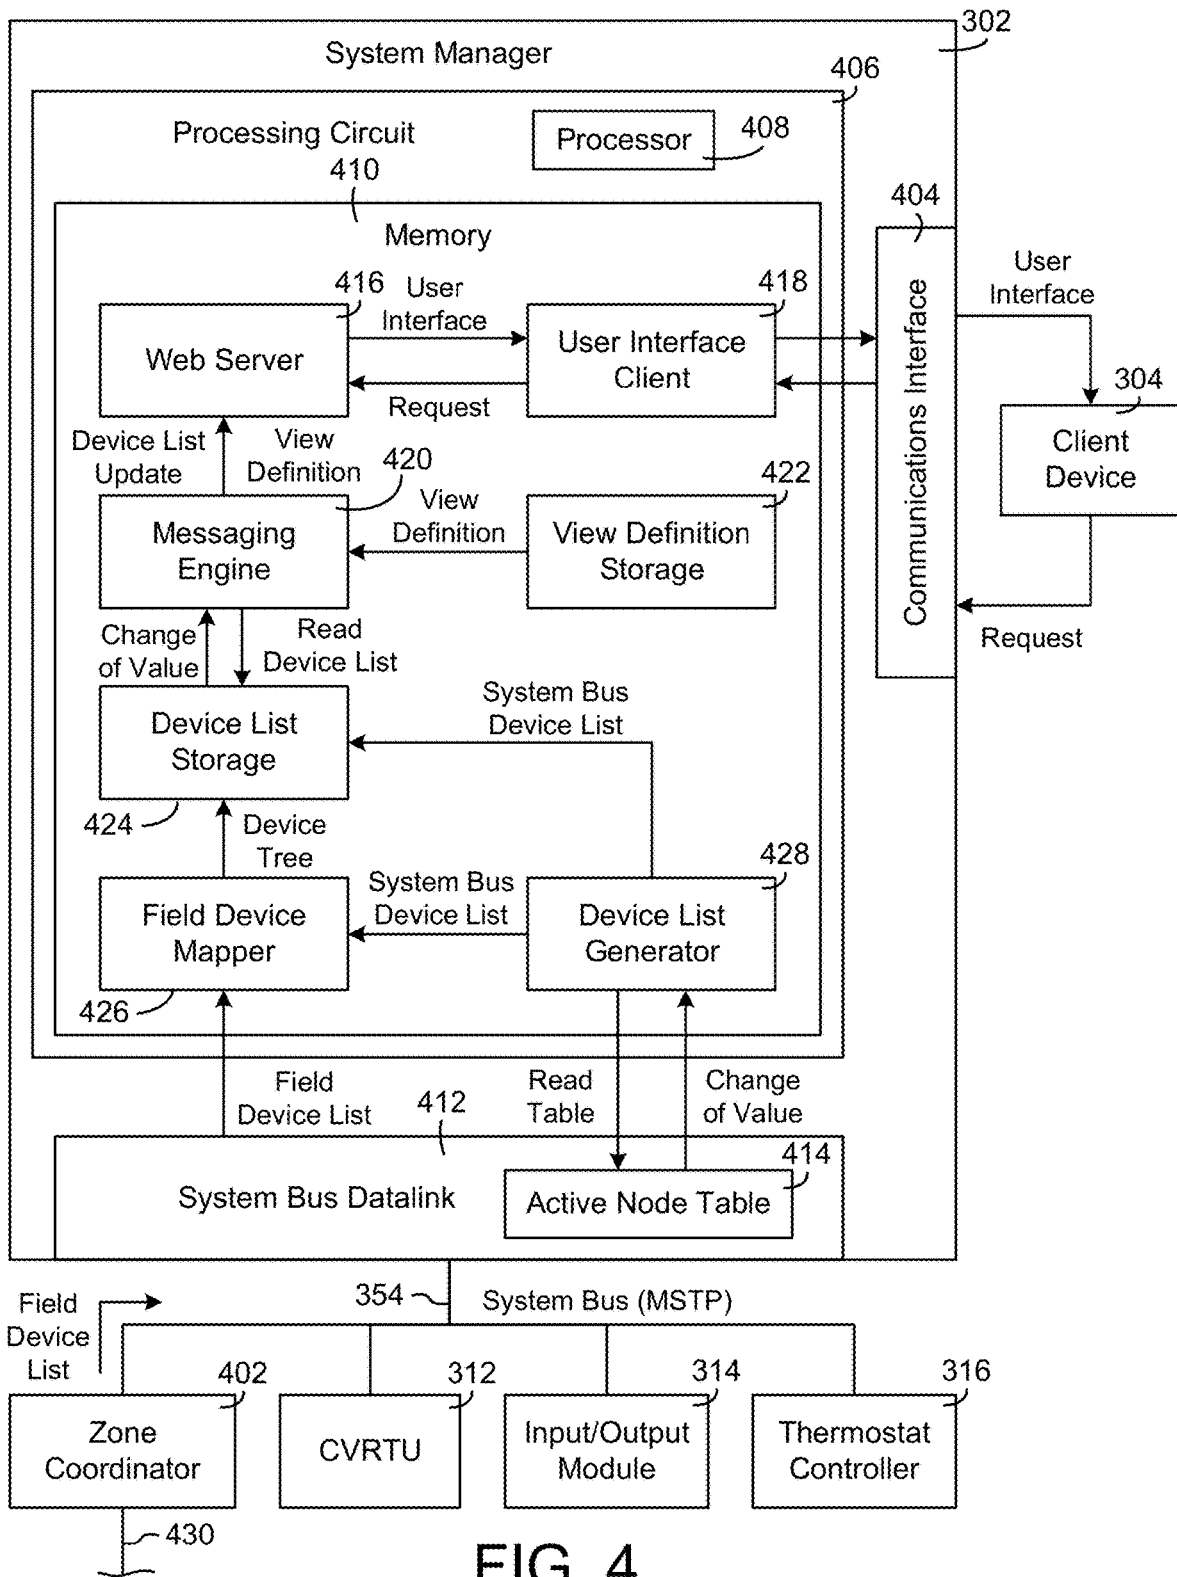 302
System Manager
406
Processing Circuit
Processor
408
410
Memory
404
416
User
Interface
418
Web Server
User Interface
Client
Request
Communications Interface
User
Interface
304
Client
Device
Request
Device List
Update
View
Definition
420
View
Definition
422
Messaging
Engine
View Definition
Storage
Change
of Value
Read
Device List
System Bus
Device List
Device List
Storage
424
Device
Tree
System Bus
Device List
428
Field Device
Mapper
Device List
Generator
426
Field
Device List
Read
Table
Change
of Value
412
414
System Bus Datalink
Active Node Table
354
System Bus (MSTP)
Field
Device
List
402
312
314
316
Zone
Coordinator
CVRTU
Input/Output
Module
Thermostat
Controller
430
FIG. 4